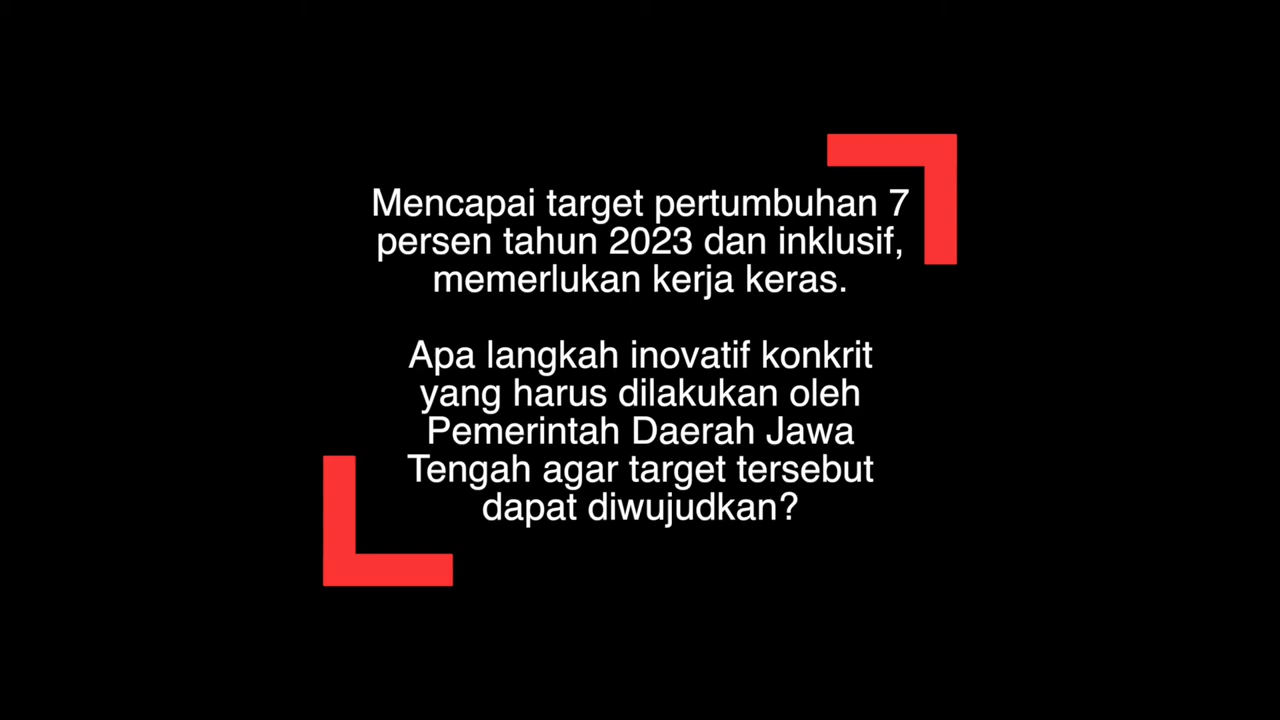 Mencapai target pertumbuhan 7
persen tahun 2023 dan inklusif,
memerlukan kerja keras.
Apa langkah inovatif konkrit
yang harus dilakukan oleh
Pemerintah Daerah Jawa
Tengah agar target tersebut
dapat diwujudkan?